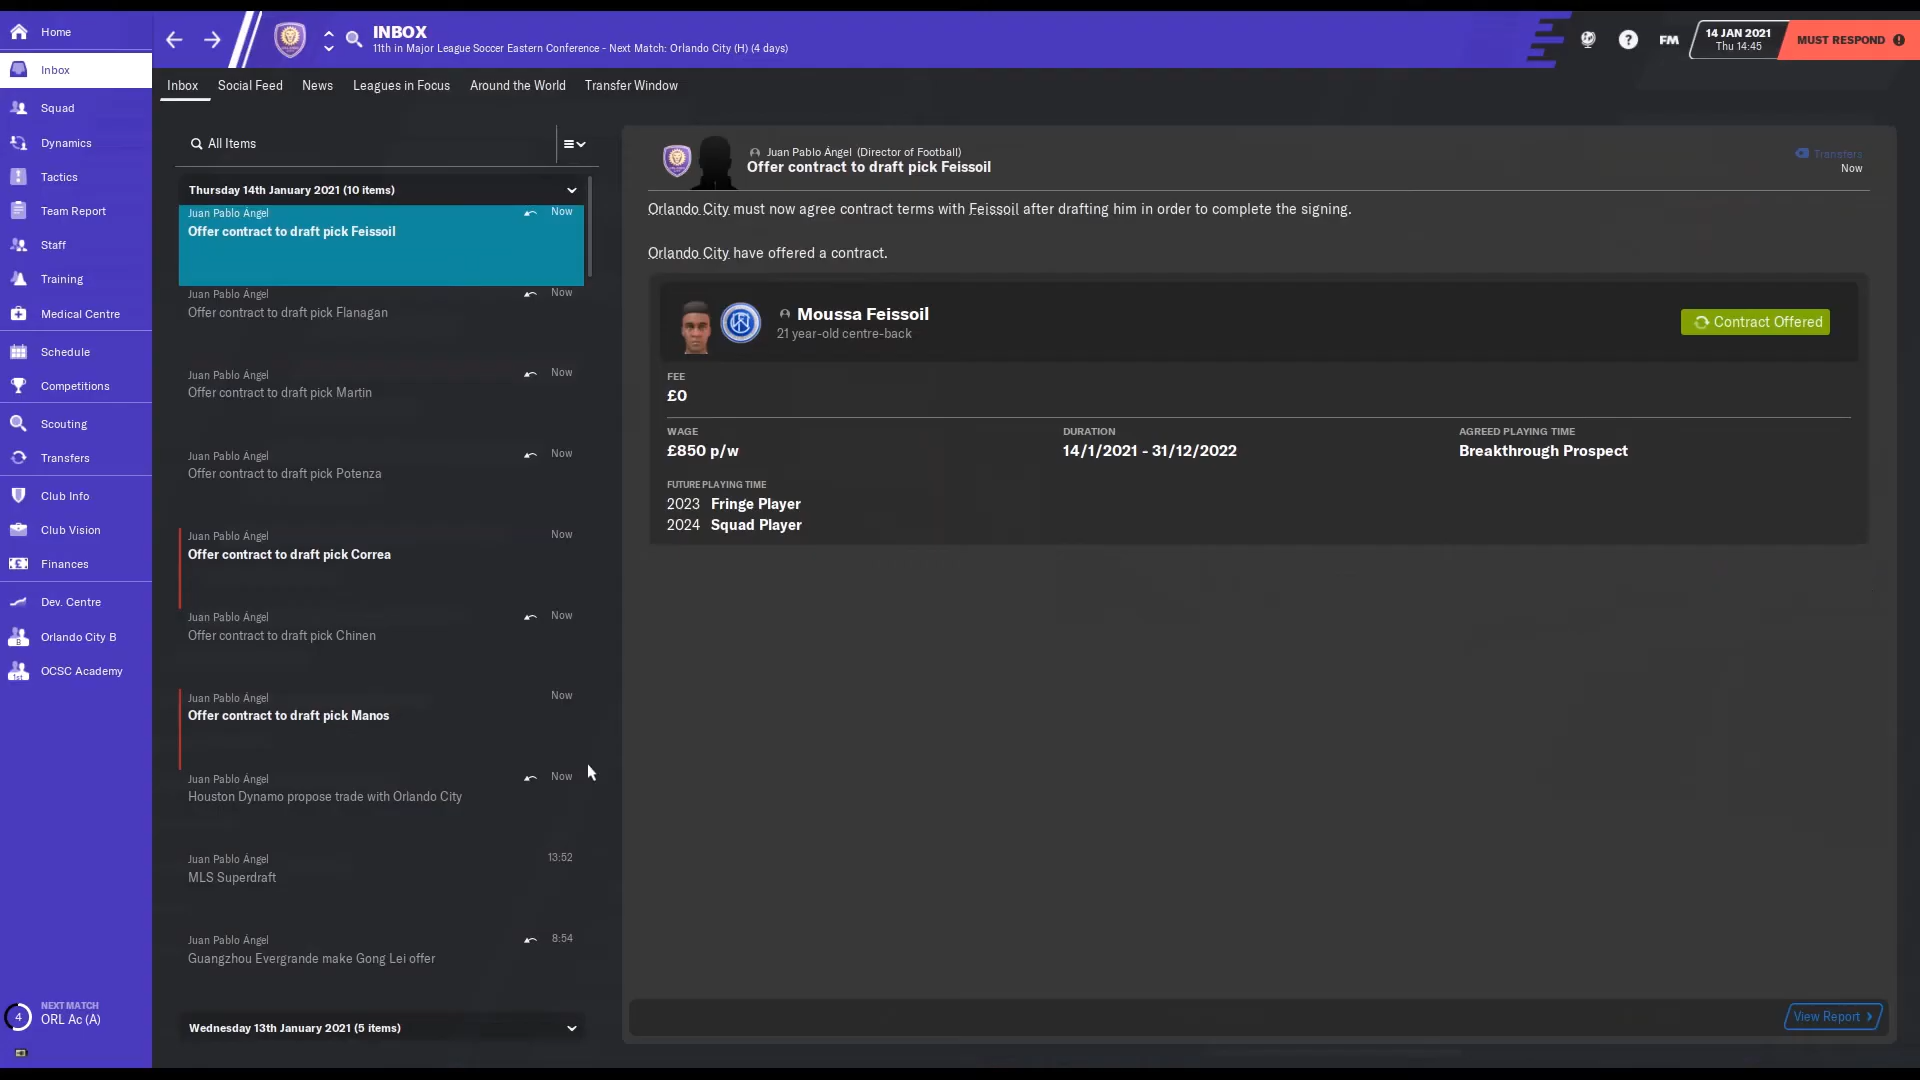 Home
Inbox
Squad
Dynamics
Tactics
Team Report
Staff
Training
Medical Centre
Schedule
Competitions
Scouting
Transfers
Club Info
Club Vision
Finances
Dev. Centre
Orlando City B
OCSC Academy
NEXT MATCH
4 ORL Ac (A)
INBOX
11th in Major League Soccer Eastern Conference - Next Match: Orlando City (H) (4 days)
FM
14 JAN 2021
Thu 14:45
MUST RESPOND
Inbox Social Feed News Leagues in Focus Around the World Transfer Window
All Items
Thursday 14th January 2021 (10 items)
Juan Pablo Ángel Now
Offer contract to draft pick Feissoil
Juan Pablo Ángel Now
Offer contract to draft pick Flanagan
Juan Pablo Ángel Now
Offer contract to draft pick Martin
Juan Pablo Ángel Now
Offer contract to draft pick Potenza
Juan Pablo Ángel Now
Offer contract to draft pick Correa
Juan Pablo Ángel Now
Offer contract to draft pick Chinen
Juan Pablo Ángel Now
Offer contract to draft pick Manos
Juan Pablo Ángel Now
Houston Dynamo propose trade with Orlando City
Juan Pablo Ángel 13:52
MLS Superdraft
Juan Pablo Ángel 8:54
Guangzhou Evergrande make Gong Lei offer
Wednesday 13th January 2021 (5 items)
Juan Pablo Ángel (Director of Football)
Offer contract to draft pick Feissoil
Transfers
Now
Orlando City must now agree contract terms with Feissoil after drafting him in order to complete the signing.
Orlando City have offered a contract.
Moussa Feissoil
21 year-old centre-back
Contract Offered
FEE
£0
WAGE DURATION AGREED PLAYING TIME
£850 p/w 14/1/2021 - 31/12/2022 Breakthrough Prospect
FUTURE PLAYING TIME
2023 Fringe Player
2024 Squad Player
View Report